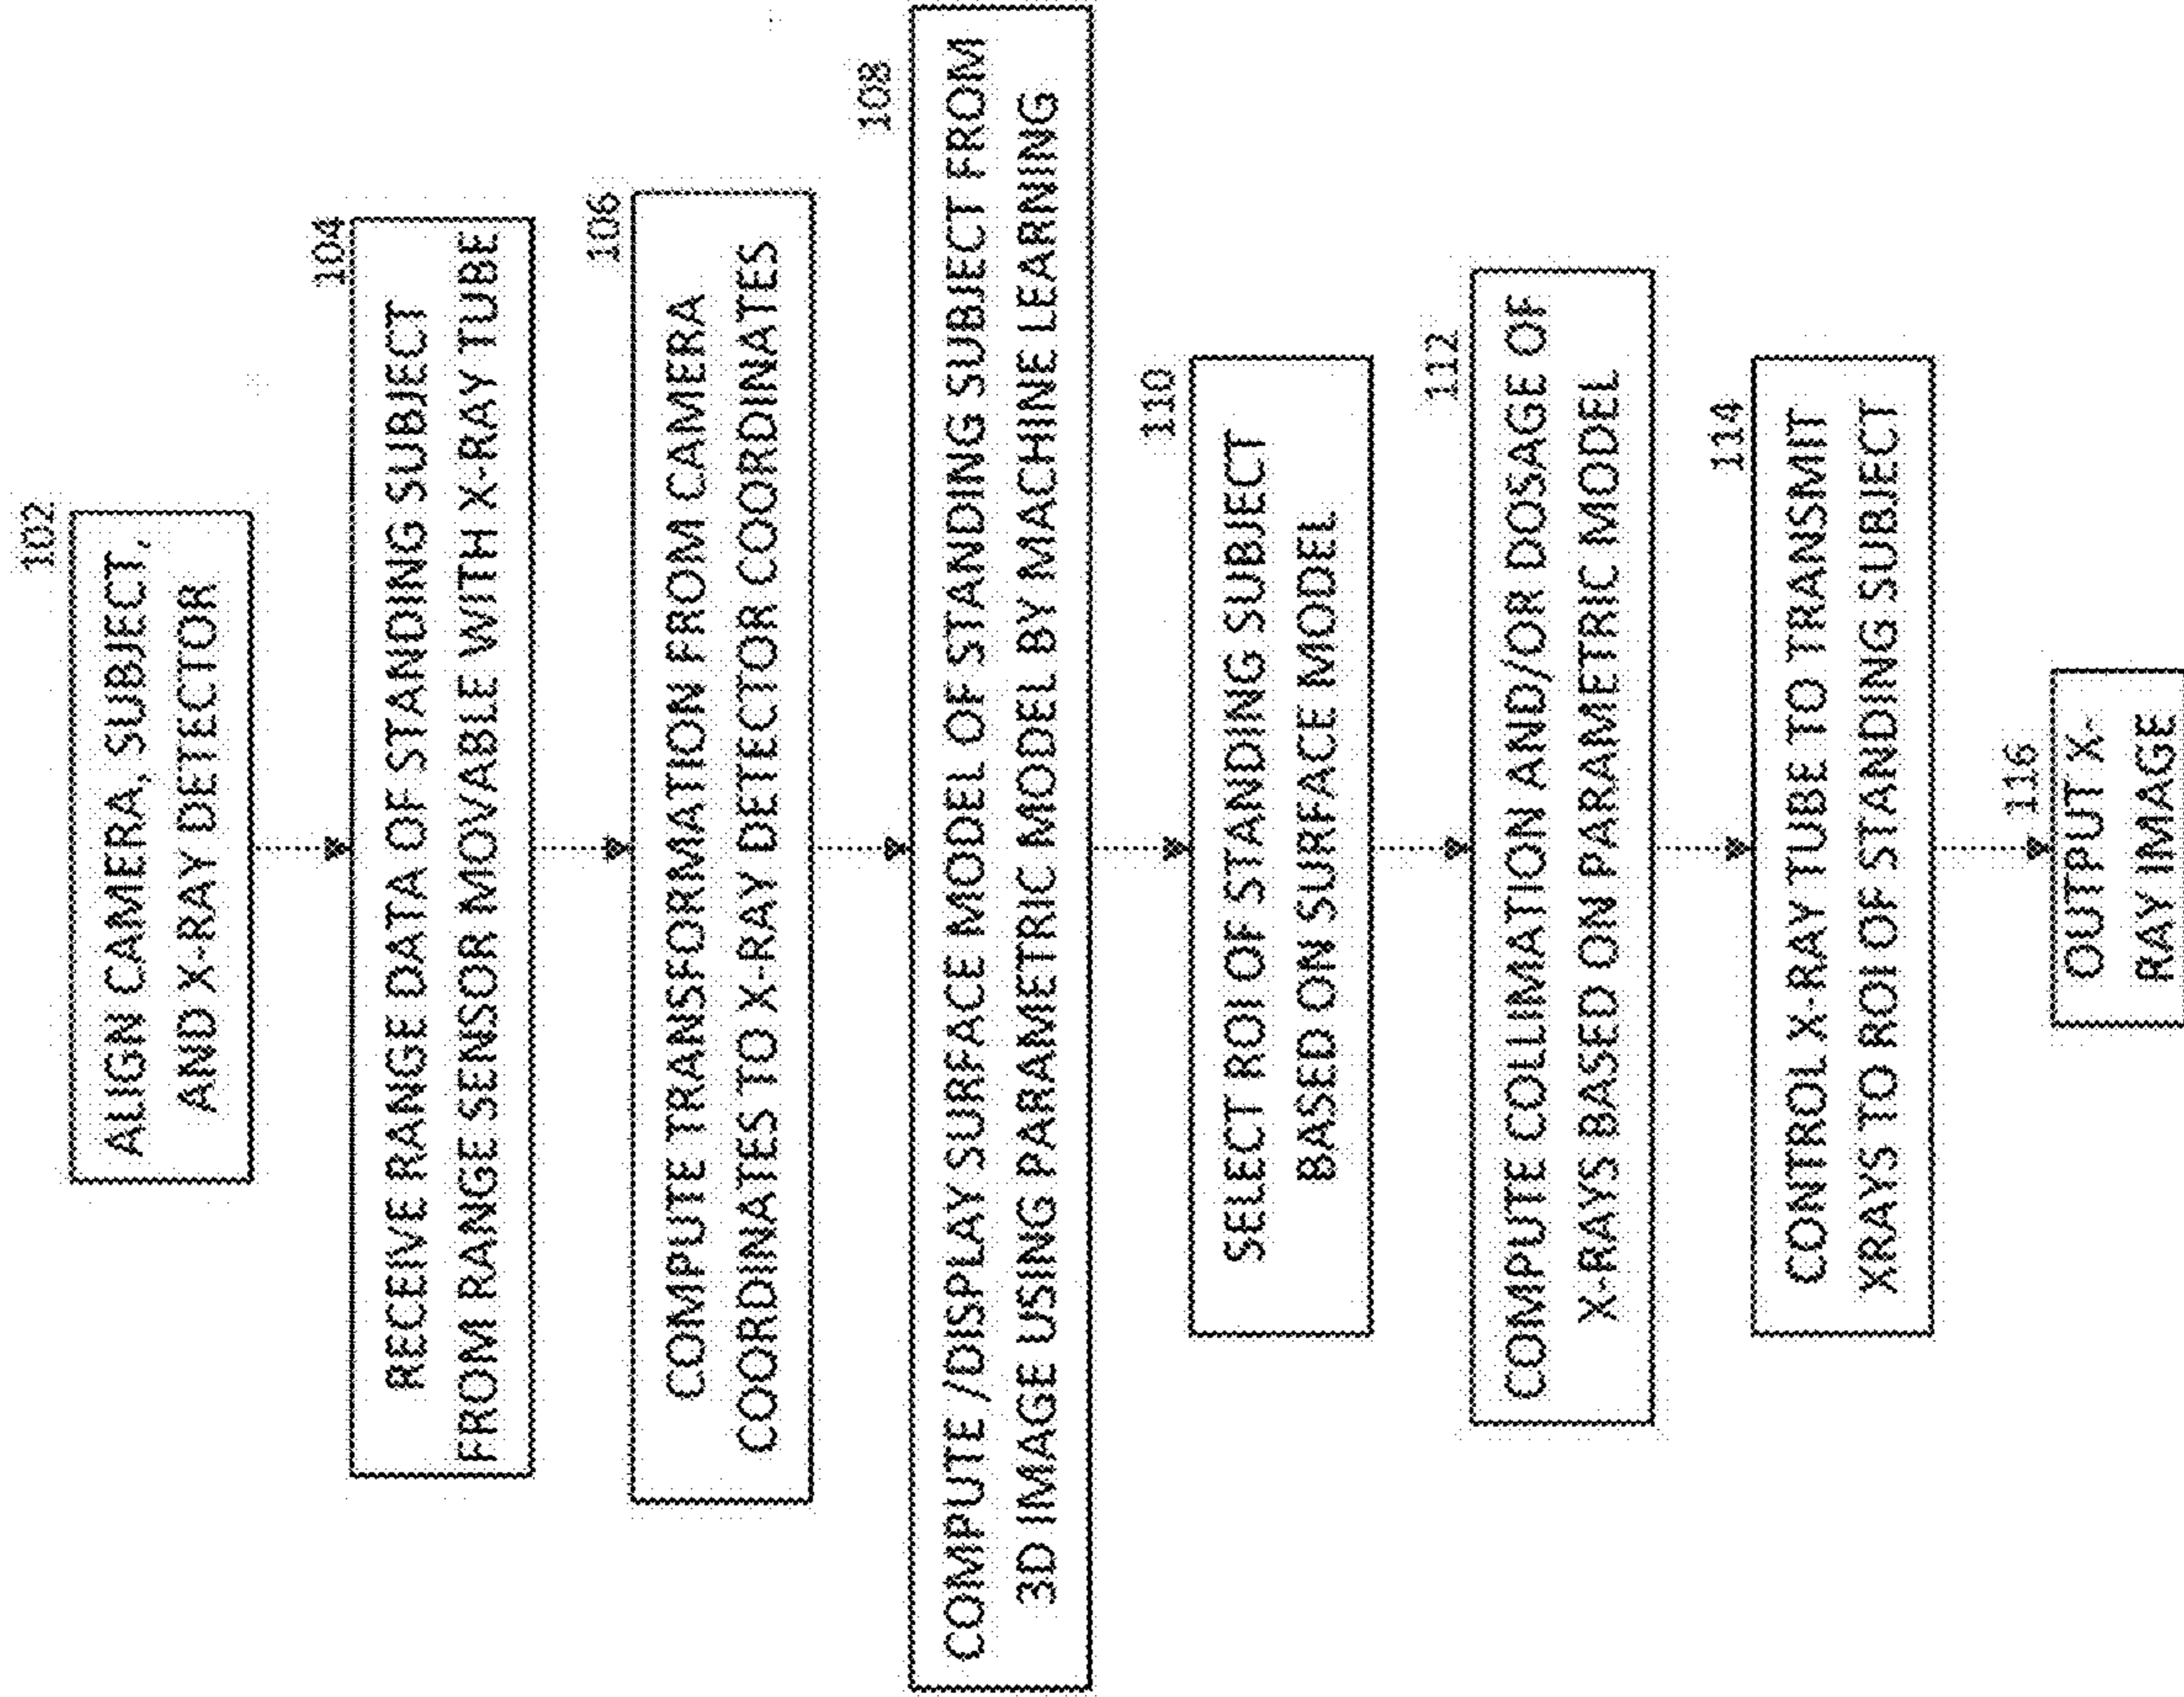 102
ALIGN CAMERA, SUBJECT,
AND X-RAY DETECTOR
104
RECEIVE RANGE DATA OF STANDING SUBJECT
FROM RANGE SENSOR MOVABLE WITH X-RAY TUBE
106
COMPUTE TRANSFORMATION FROM CAMERA
COORDINATES TO X-RAY DETECTOR COORDINATES
108
COMPUTE /DISPLAY SURFACE MODEL OF STANDING SUBJECT FROM
3D IMAGE USING PARAMETRIC MODEL BY MACHINE LEARNING
110
SELECT ROI OF STANDING SUBJECT
BASED ON SURFACE MODEL
112
COMPUTE COLLIMATION AND/OR DOSAGE OF
X-RAYS BASED ON PARAMETRIC MODEL
114
CONTROL X-RAY TUBE TO TRANSMIT
XRAYS TO ROI OF STANDING SUBJECT
116
OUTPUT X-
RAY IMAGE